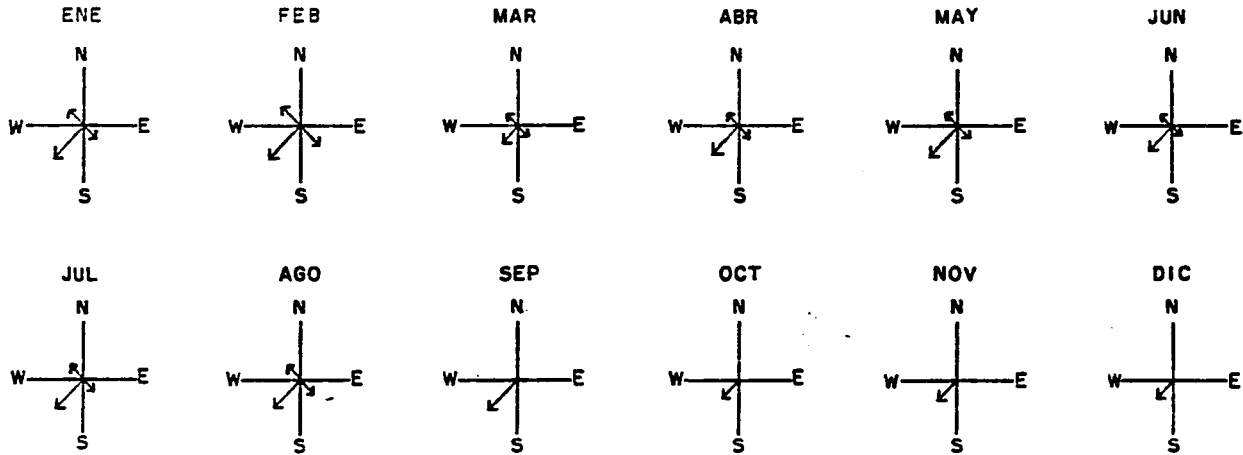 ENE FEB MAR ABR MAY JUN
N N N N N N
W E W E W E W E W E W E
S S S S S S
JUL AGO SEP OCT NOV DIC
N N N N N N
W E W E W E W E W E W E
S S S S S S